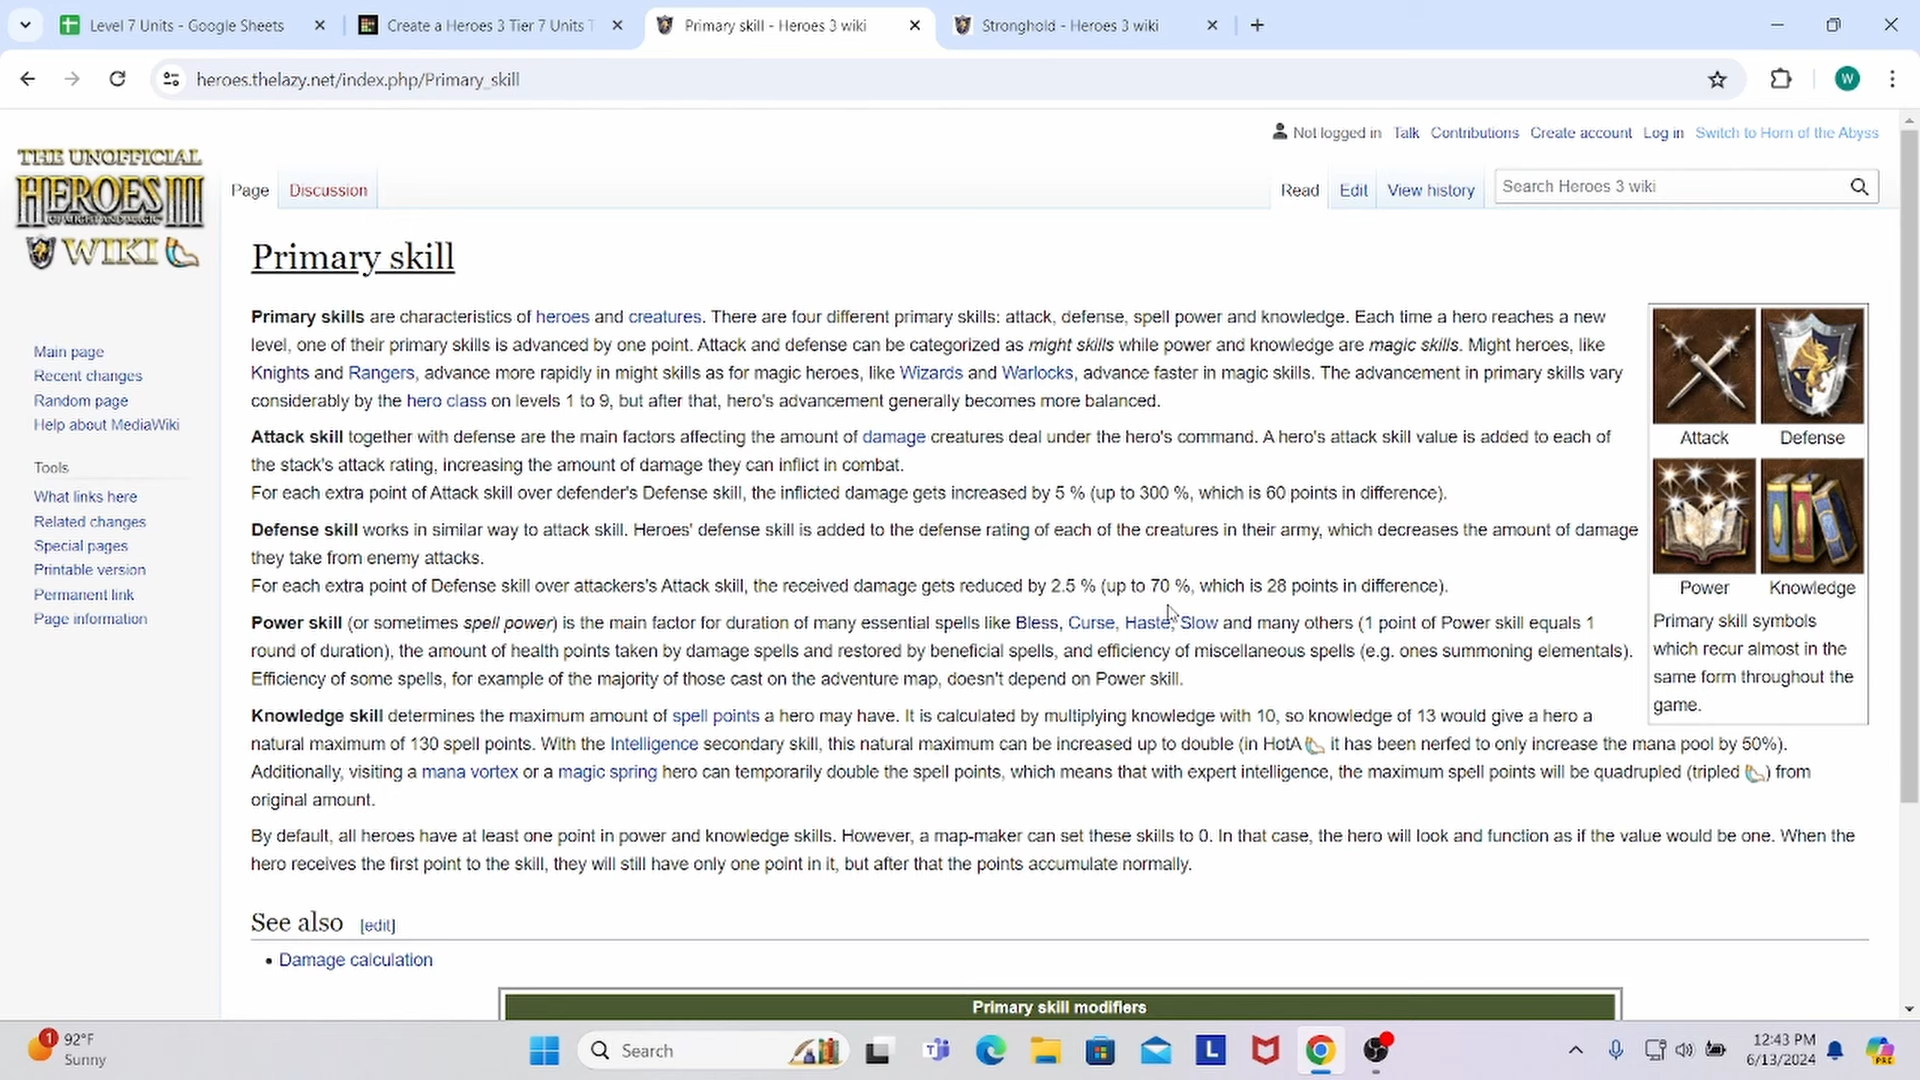 Level 7 Units - Google Sheets
Create a Heroes 3 Tier 7 Units T
Primary skill - Heroes 3 wiki
Stronghold - Heroes 3 wiki
heroes.thelazy.net/index.php/Primary_skill
W
Not logged in Talk Contributions Create account Log in Switch to Horn of the Abyss
THE UNOFFICIAL
HEROES III
OF MIGHT AND MAGIC
WIKI
Page Discussion Read Edit View history Search Heroes 3 wiki
Primary skill
Primary skills are characteristics of heroes and creatures. There are four different primary skills: attack, defense, spell power and knowledge. Each time a hero reaches a new
level, one of their primary skills is advanced by one point. Attack and defense can be categorized as might skills while power and knowledge are magic skills. Might heroes, like
Knights and Rangers, advance more rapidly in might skills as for magic heroes, like Wizards and Warlocks, advance faster in magic skills. The advancement in primary skills vary
considerably by the hero class on levels 1 to 9, but after that, hero's advancement generally becomes more balanced.
Attack skill together with defense are the main factors affecting the amount of damage creatures deal under the hero's command. A hero's attack skill value is added to each of
the stack's attack rating, increasing the amount of damage they can inflict in combat.
For each extra point of Attack skill over defender's Defense skill, the inflicted damage gets increased by 5 % (up to 300 %, which is 60 points in difference).
Defense skill works in similar way to attack skill. Heroes' defense skill is added to the defense rating of each of the creatures in their army, which decreases the amount of damage
they take from enemy attacks.
For each extra point of Defense skill over attackers's Attack skill, the received damage gets reduced by 2.5 % (up to 70 %, which is 28 points in difference).
Power skill (or sometimes spell power) is the main factor for duration of many essential spells like Bless, Curse, Haste, Slow and many others (1 point of Power skill equals 1
round of duration), the amount of health points taken by damage spells and restored by beneficial spells, and efficiency of miscellaneous spells (e.g. ones summoning elementals).
Efficiency of some spells, for example of the majority of those cast on the adventure map, doesn't depend on Power skill.
Knowledge skill determines the maximum amount of spell points a hero may have. It is calculated by multiplying knowledge with 10, so knowledge of 13 would give a hero a
natural maximum of 130 spell points. With the Intelligence secondary skill, this natural maximum can be increased up to double (in HotA it has been nerfed to only increase the mana pool by 50%).
Additionally, visiting a mana vortex or a magic spring hero can temporarily double the spell points, which means that with expert intelligence, the maximum spell points will be quadrupled (tripled ) from
original amount.
By default, all heroes have at least one point in power and knowledge skills. However, a map-maker can set these skills to 0. In that case, the hero will look and function as if the value would be one. When the
hero receives the first point to the skill, they will still have only one point in it, but after that the points accumulate normally.
Attack Defense
Power Knowledge
Primary skill symbols
which recur almost in the
same form throughout the
game.
Main page
Recent changes
Random page
Help about MediaWiki
Tools
What links here
Related changes
Special pages
Printable version
Permanent link
Page information
See also [edit]
• Damage calculation
Primary skill modifiers
1
92°F
Sunny
Search
L
12:43 PM
6/13/2024
PRE